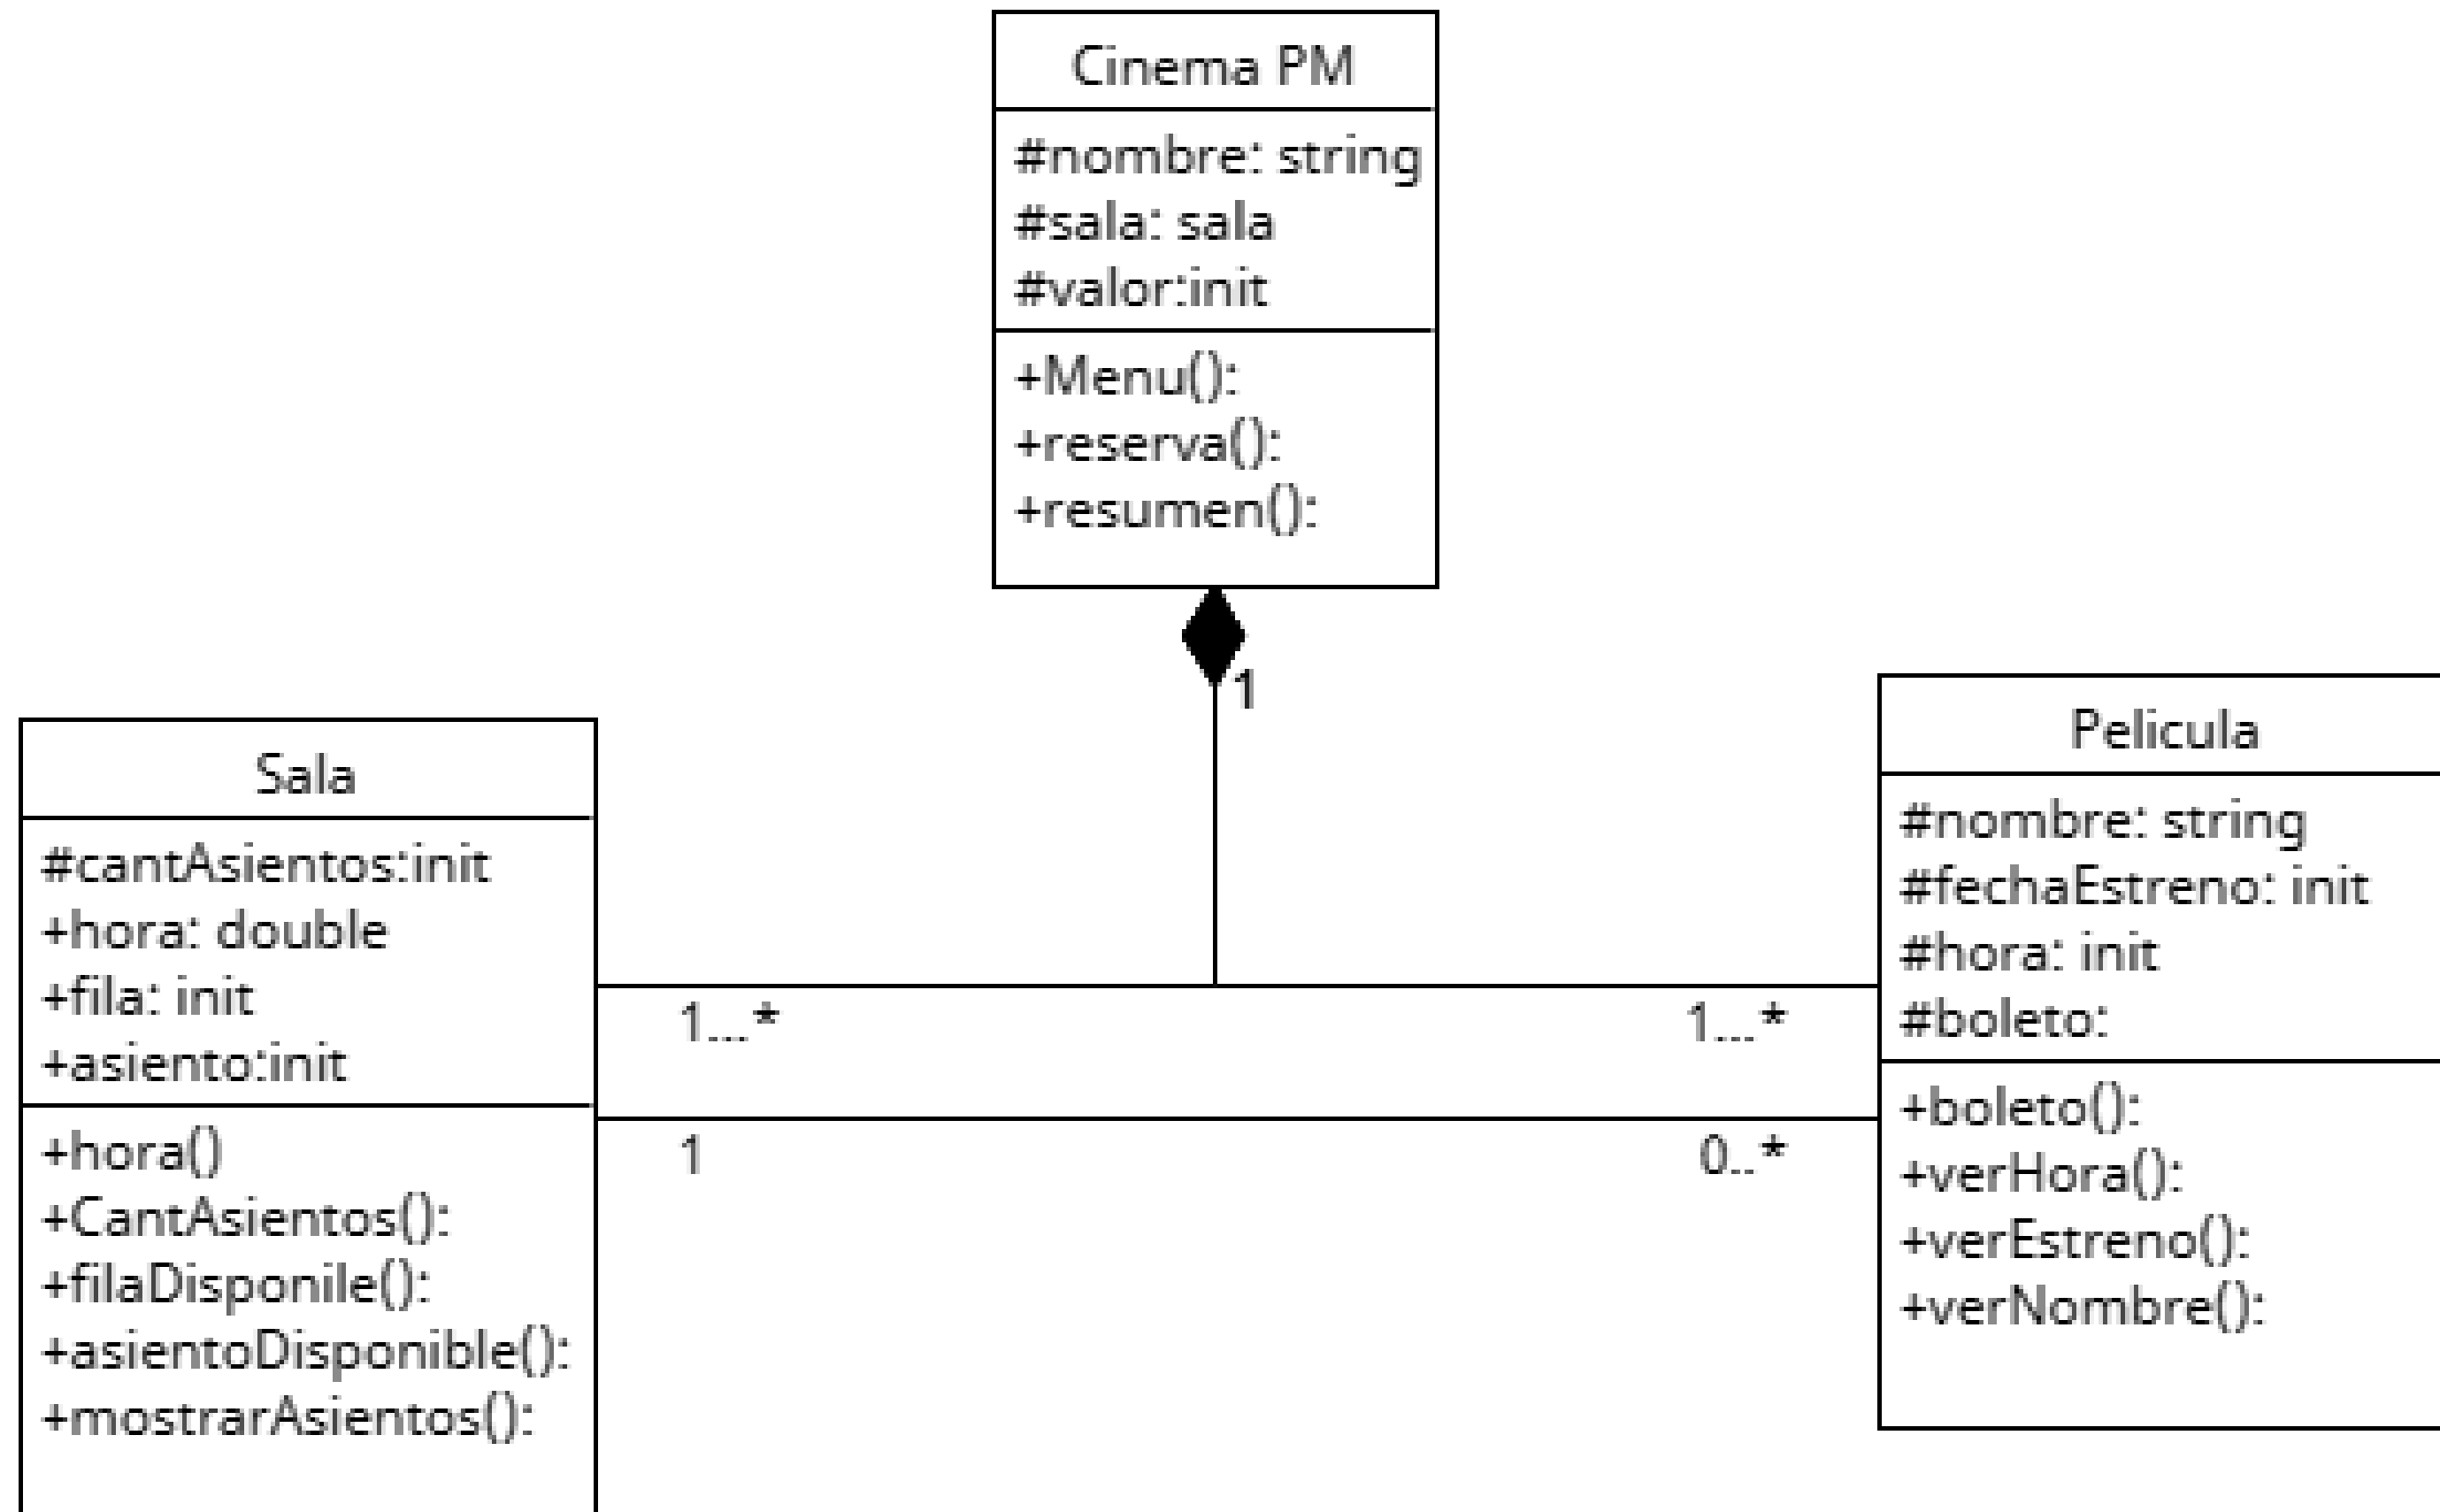 Cinema PM
#nombre: string
#sala: sala
#valor:init
+Menu():
+reserva():
+resumen():
1
Sala
#cantAsientos:init
+hora: double
+fila: init
+asiento:init
+hora()
+CantAsientos():
+filaDisponile():
+asientoDisponible():
+mostrarAsientos():
1...*
1...*
1
0..*
Pelicula
#nombre: string
#fechaEstreno: init
#hora: init
#boleto:
+boleto():
+verHora():
+verEstreno():
+verNombre():